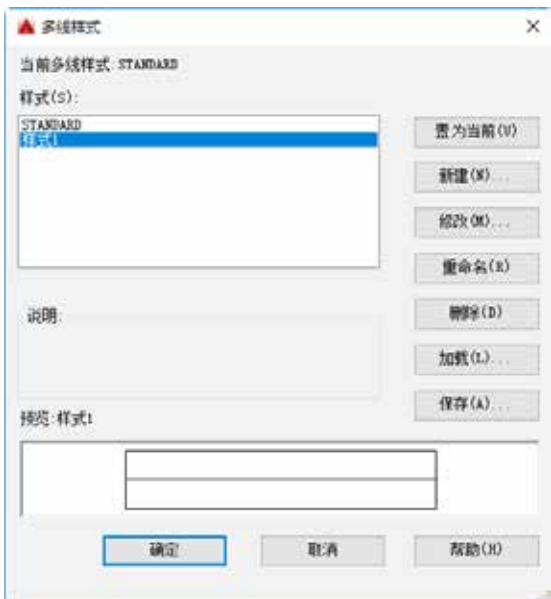 多线样式
当前多线样式:STANDARD
样式(S):
STANDARD
样式1
置为当前(U)
新建(N)...
修改(M)...
重命名(R)
说明:
删除(D)
加载(L)...
保存(A)...
预览:样式1
确定
取消
帮助(H)